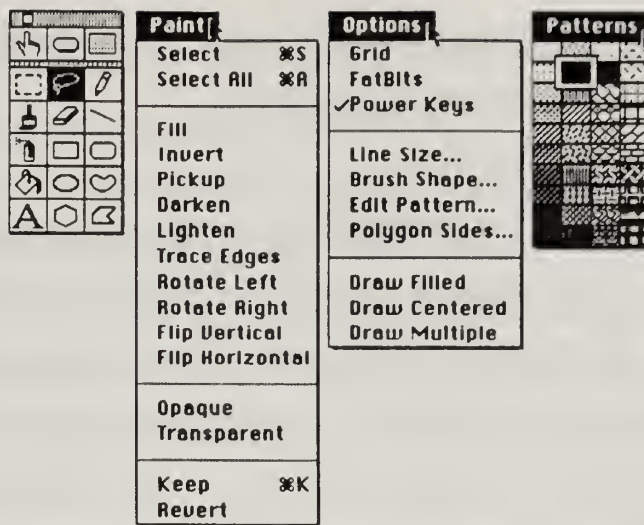 Paint
Select ⌘S
Select All ⌘A
Fill
Invert
Pickup
Darken
Lighten
Trace Edges
Rotate Left
Rotate Right
Flip Vertical
Flip Horizontal
Opaque
Transparent
Keep ⌘K
Revert
Options
Grid
FatBits
✓Power Keys
Line Size...
Brush Shape...
Edit Pattern...
Polygon Sides...
Draw Filled
Draw Centered
Draw Multiple
Patterns
A